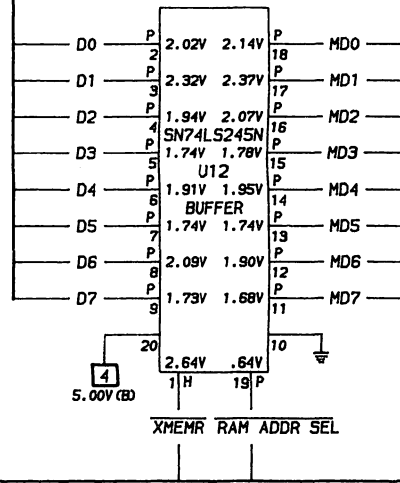 P P
D0 2.02V 2.14V MD0
2 18
P P
D1 2.32V 2.37V MD1
3 17
P P
D2 1.94V 2.07V MD2
4 SN74LS245N 16
P P
D3 1.74V 1.78V MD3
5 U12 15
P P
D4 1.91V 1.95V MD4
6 BUFFER 14
P P
D5 1.74V 1.74V MD5
7 13
P P
D6 2.09V 1.90V MD6
8 12
P P
D7 1.73V 1.68V MD7
9 11
20 10
4 2.64V .64V
5.00V (B) 1 H 19 P
XMEMR RAM ADDR SEL